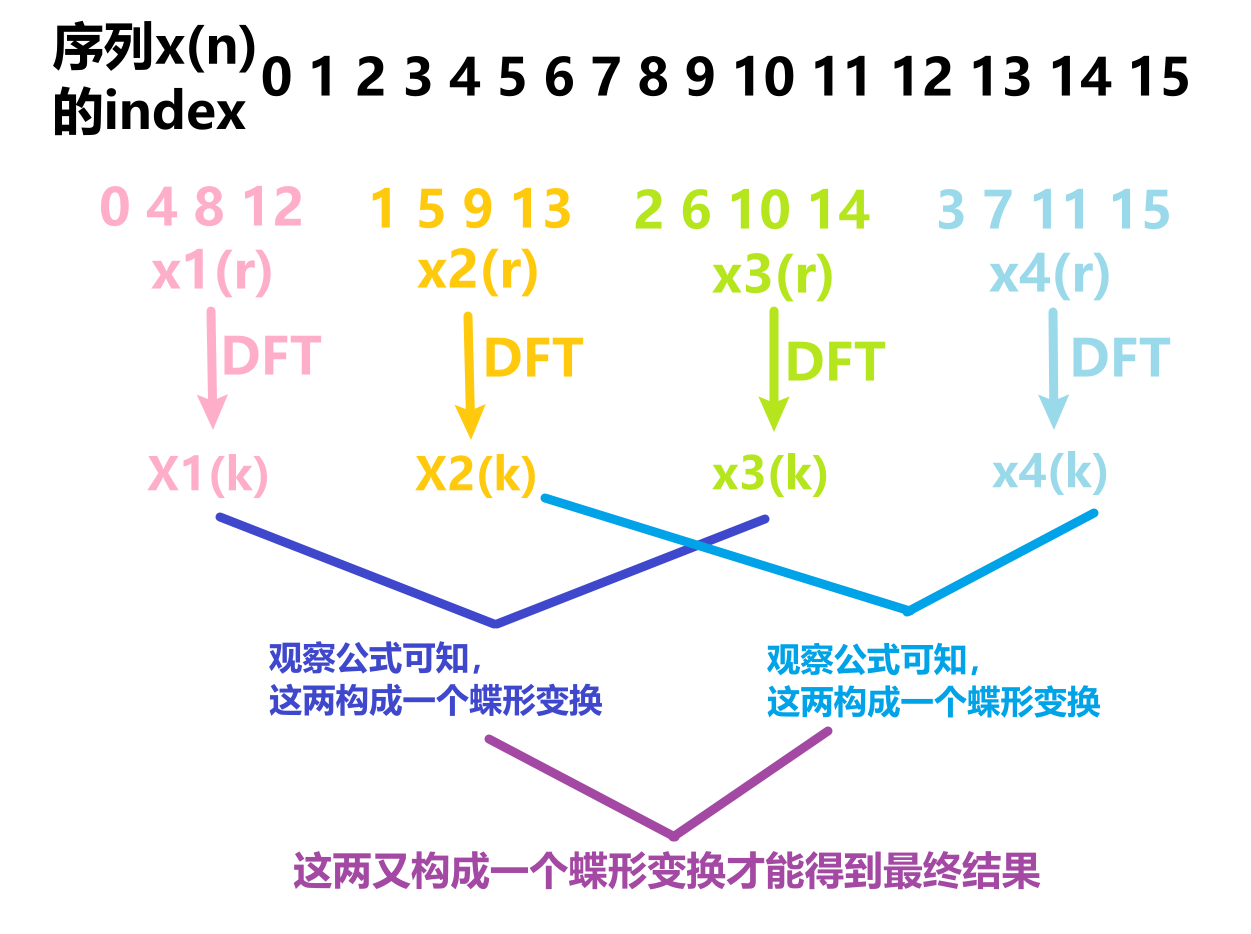 序列x(n)
的index
0 1 2 3 4 5 6 7 8 9 10 11 12 13 14 15
0 4 8 12
1 5 9 13
2 6 10 14
3 7 11 15
x1(r)
x2(r)
x3(r)
x4(r)
DFT
DFT
DFT
DFT
X1(k)
X2(k)
x3(k)
x4(k)
观察公式可知，
这两构成一个蝶形变换
观察公式可知，
这两构成一个蝶形变换
这两又构成一个蝶形变换才能得到最终结果